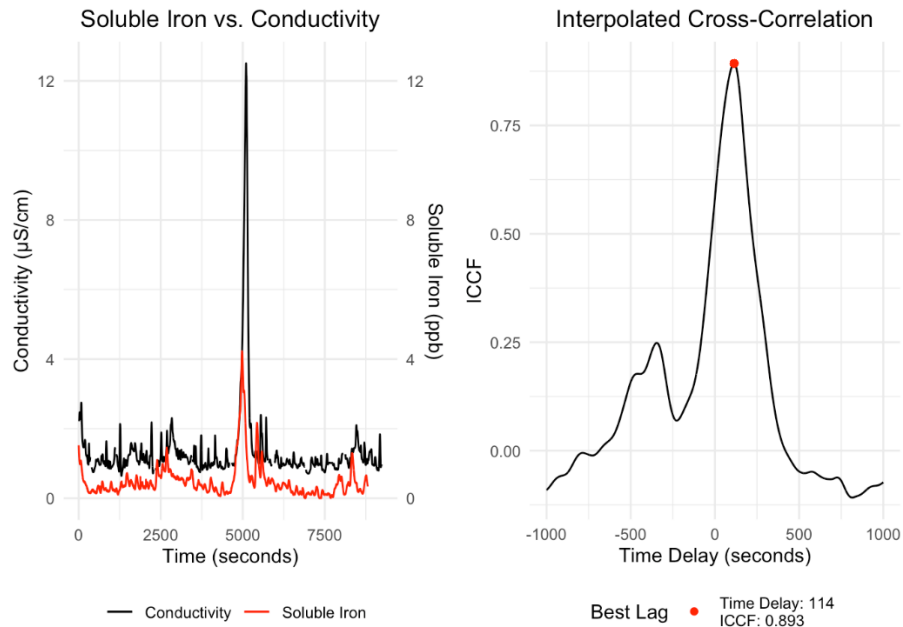 Soluble Iron vs. Conductivity
12
8
4
0
Conductivity (µS/cm)
12
8
4
0
Soluble Iron (ppb)
0 2500 5000 7500
Time (seconds)
Conductivity Soluble Iron
Interpolated Cross-Correlation
0.75
0.50
0.25
0.00
ICCF
-1000 -500 0 500 1000
Time Delay (seconds)
Best Lag
Time Delay: 114
ICCF: 0.893